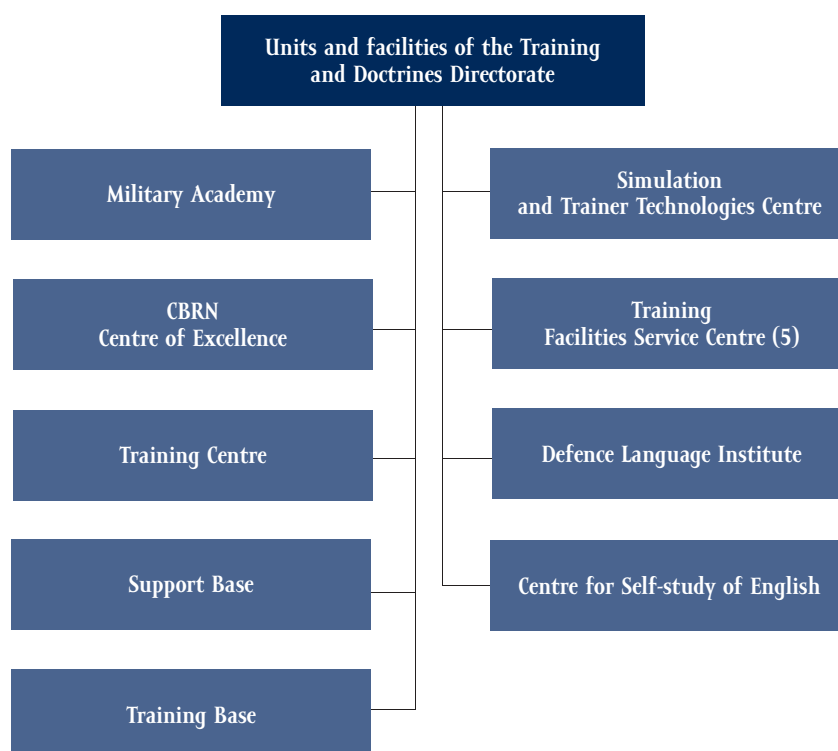 Units and facilities of the Training
and Doctrines Directorate
Military Academy
CBRN
Centre of Excellence
Training Centre
Support Base
Training Base
Simulation
and Trainer Technologies Centre
Training
Facilities Service Centre (5)
Defence Language Institute
Centre for Self-study of English